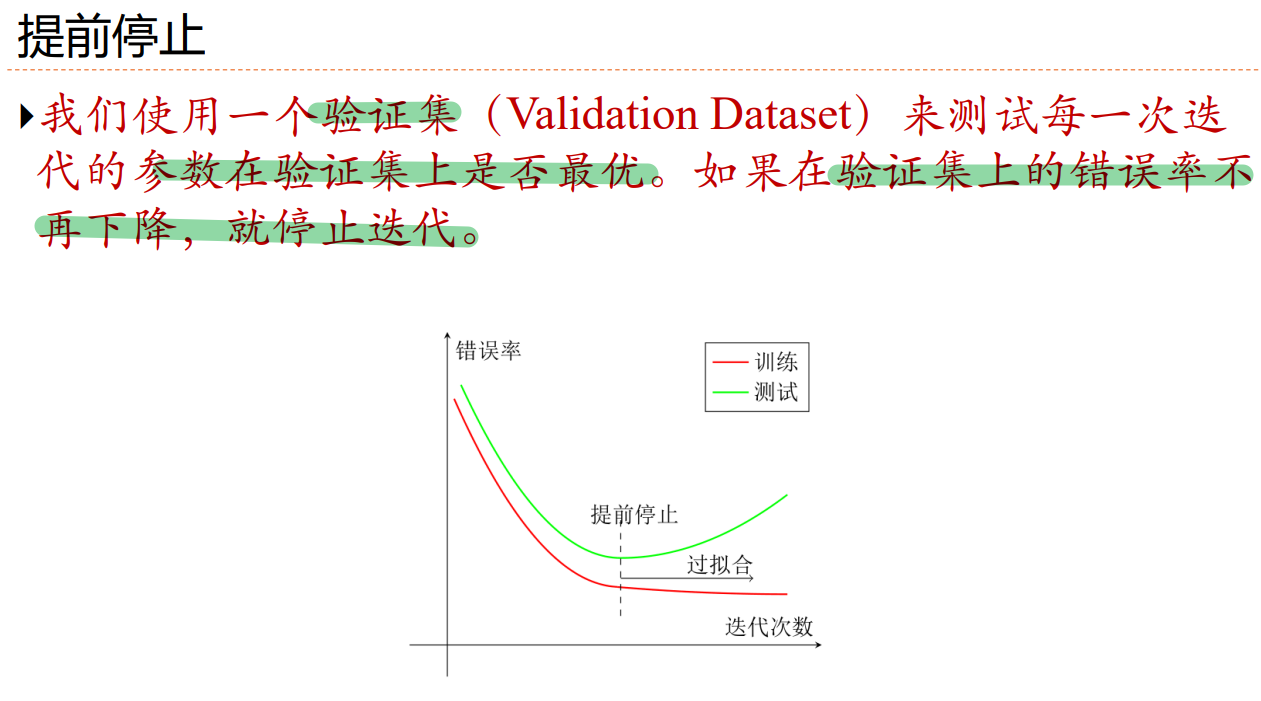 提前停止
我们使用一个验证集（Validation Dataset）来测试每一次迭
代的参数在验证集上是否最优。如果在验证集上的错误率不
再下降，就停止迭代。
错误率
训练
测试
提前停止
过拟合
迭代次数